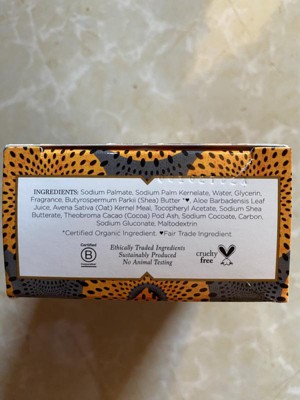 INGREDIENTS: Sodium Palmate, Sodium Palm Kernelate, Water, Glycerin,
Fragrance, Butyrospermum Parkii (Shea) Butter *♥, Aloe Barbadensis Leaf
Juice, Avena Sativa (Oat) Kernel Meal, Tocopheryl Acetate, Sodium Shea
Butterate, Theobroma Cacao (Cocoa) Pod Ash, Sodium Cocoate, Carbon,
Sodium Gluconate, Maltodextrin
*Certified Organic Ingredient, ♥Fair Trade Ingredient
Certified
B
Corporation
Ethically Traded Ingredients
Sustainably Produced
No Animal Testing
cruelty
free